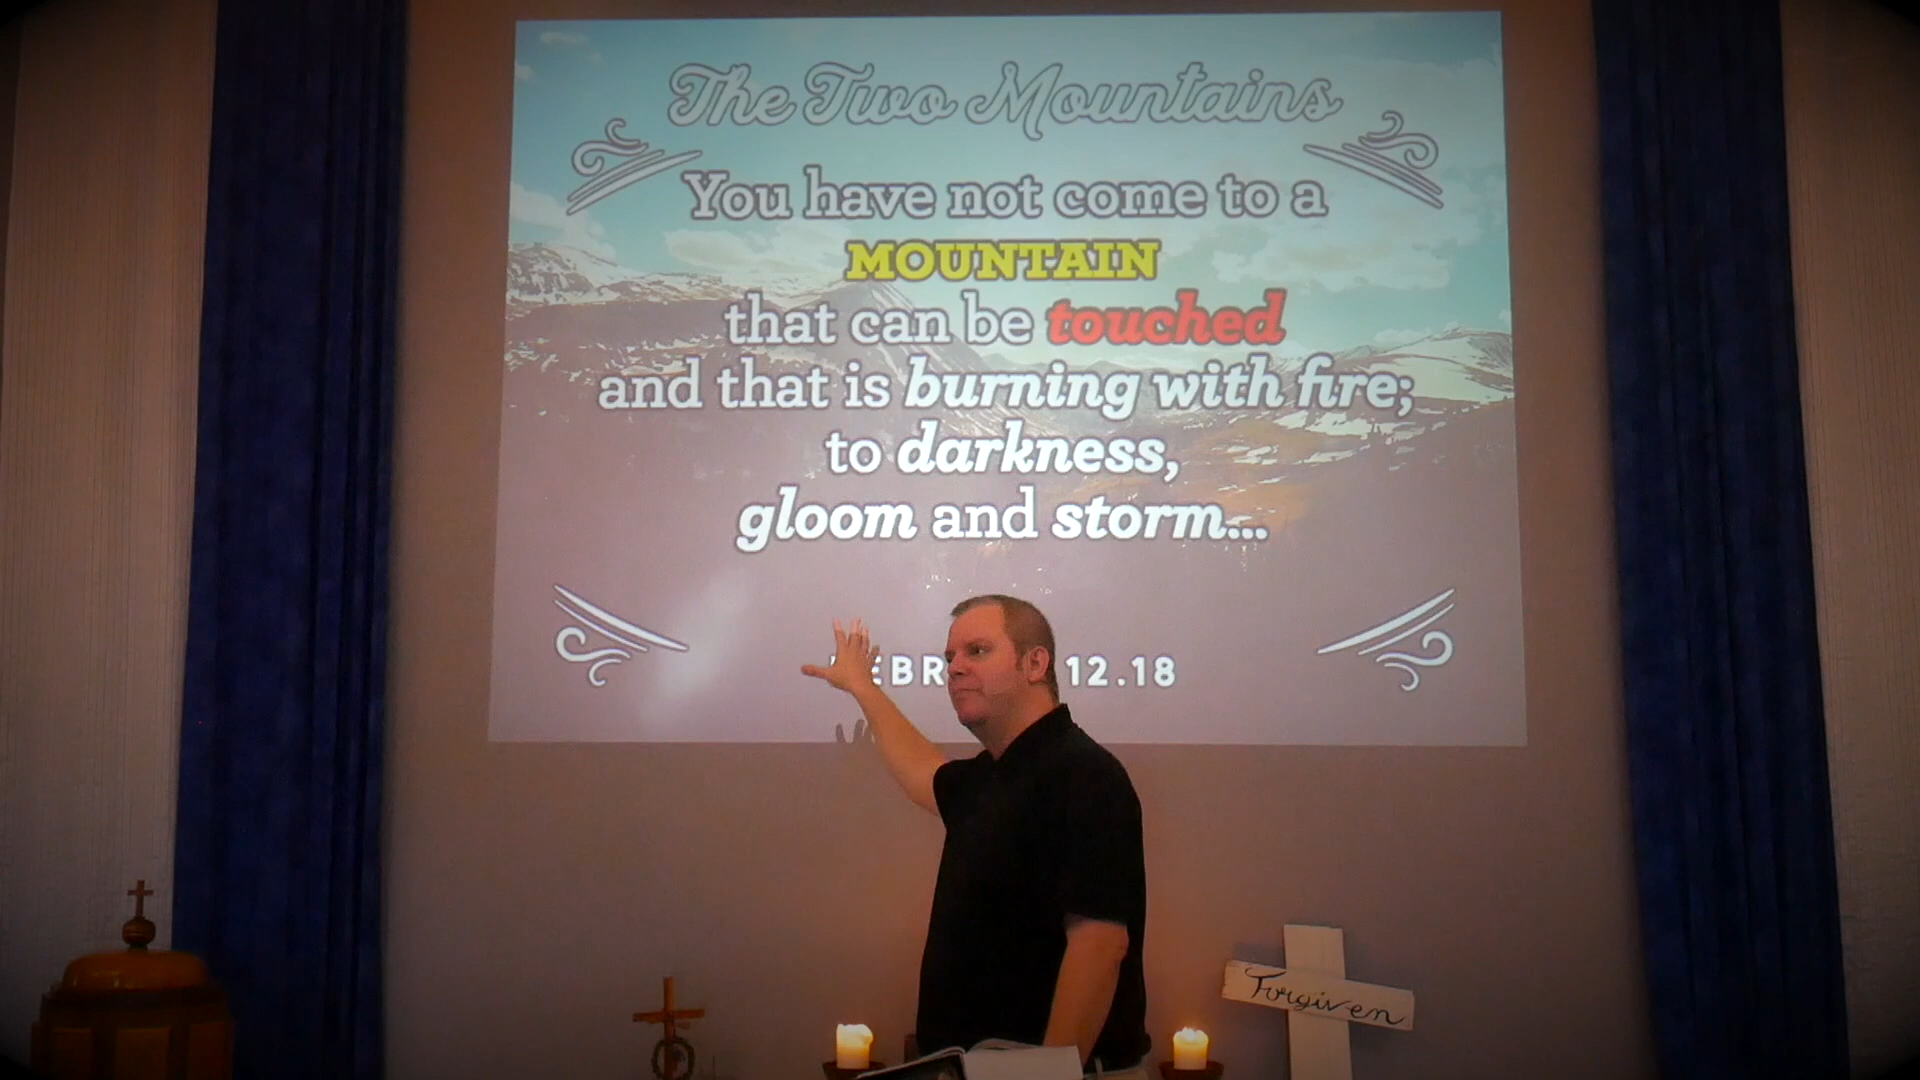 The Two Mountains
You have not come to a
MOUNTAIN
that can be touched
and that is burning with fire;
to darkness,
gloom and storm...
12.18
Forgiven